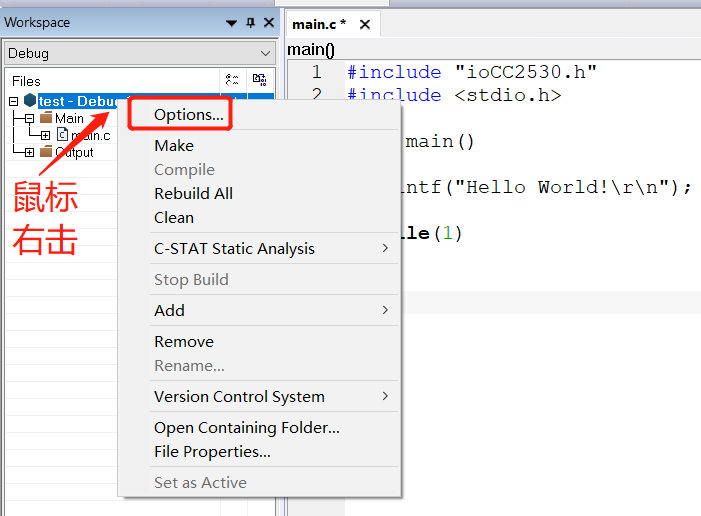 Workspace
main.c *
Debug
main()
Files
1 #include "ioCC2530.h"
2 #include <stdio.h>
test - Debug
Main
main.c
Output
鼠标
右击
Options...
Make
Compile
Rebuild All
Clean
C-STAT Static Analysis
Stop Build
Add
Remove
Rename...
Version Control System
Open Containing Folder...
File Properties...
Set as Active
main()
ntf("Hello World!\r\n");
le(1)